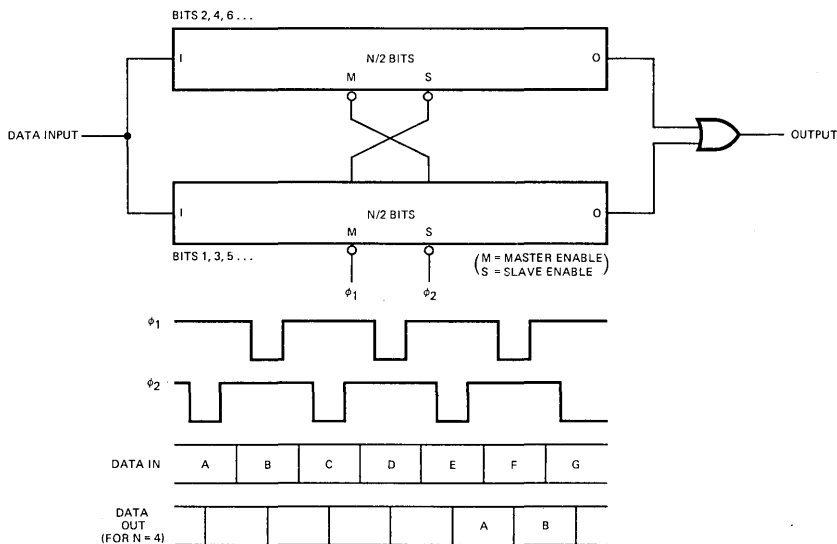 BITS 2, 4, 6 . . .
I N/2 BITS O
M S
DATA INPUT
OUTPUT
I N/2 BITS O
M S
BITS 1, 3, 5 . . .
(M = MASTER ENABLE
S = SLAVE ENABLE)
ϕ1 ϕ2
ϕ1
ϕ2
DATA IN A B C D E F G
DATA
OUT A B
(FOR N = 4)